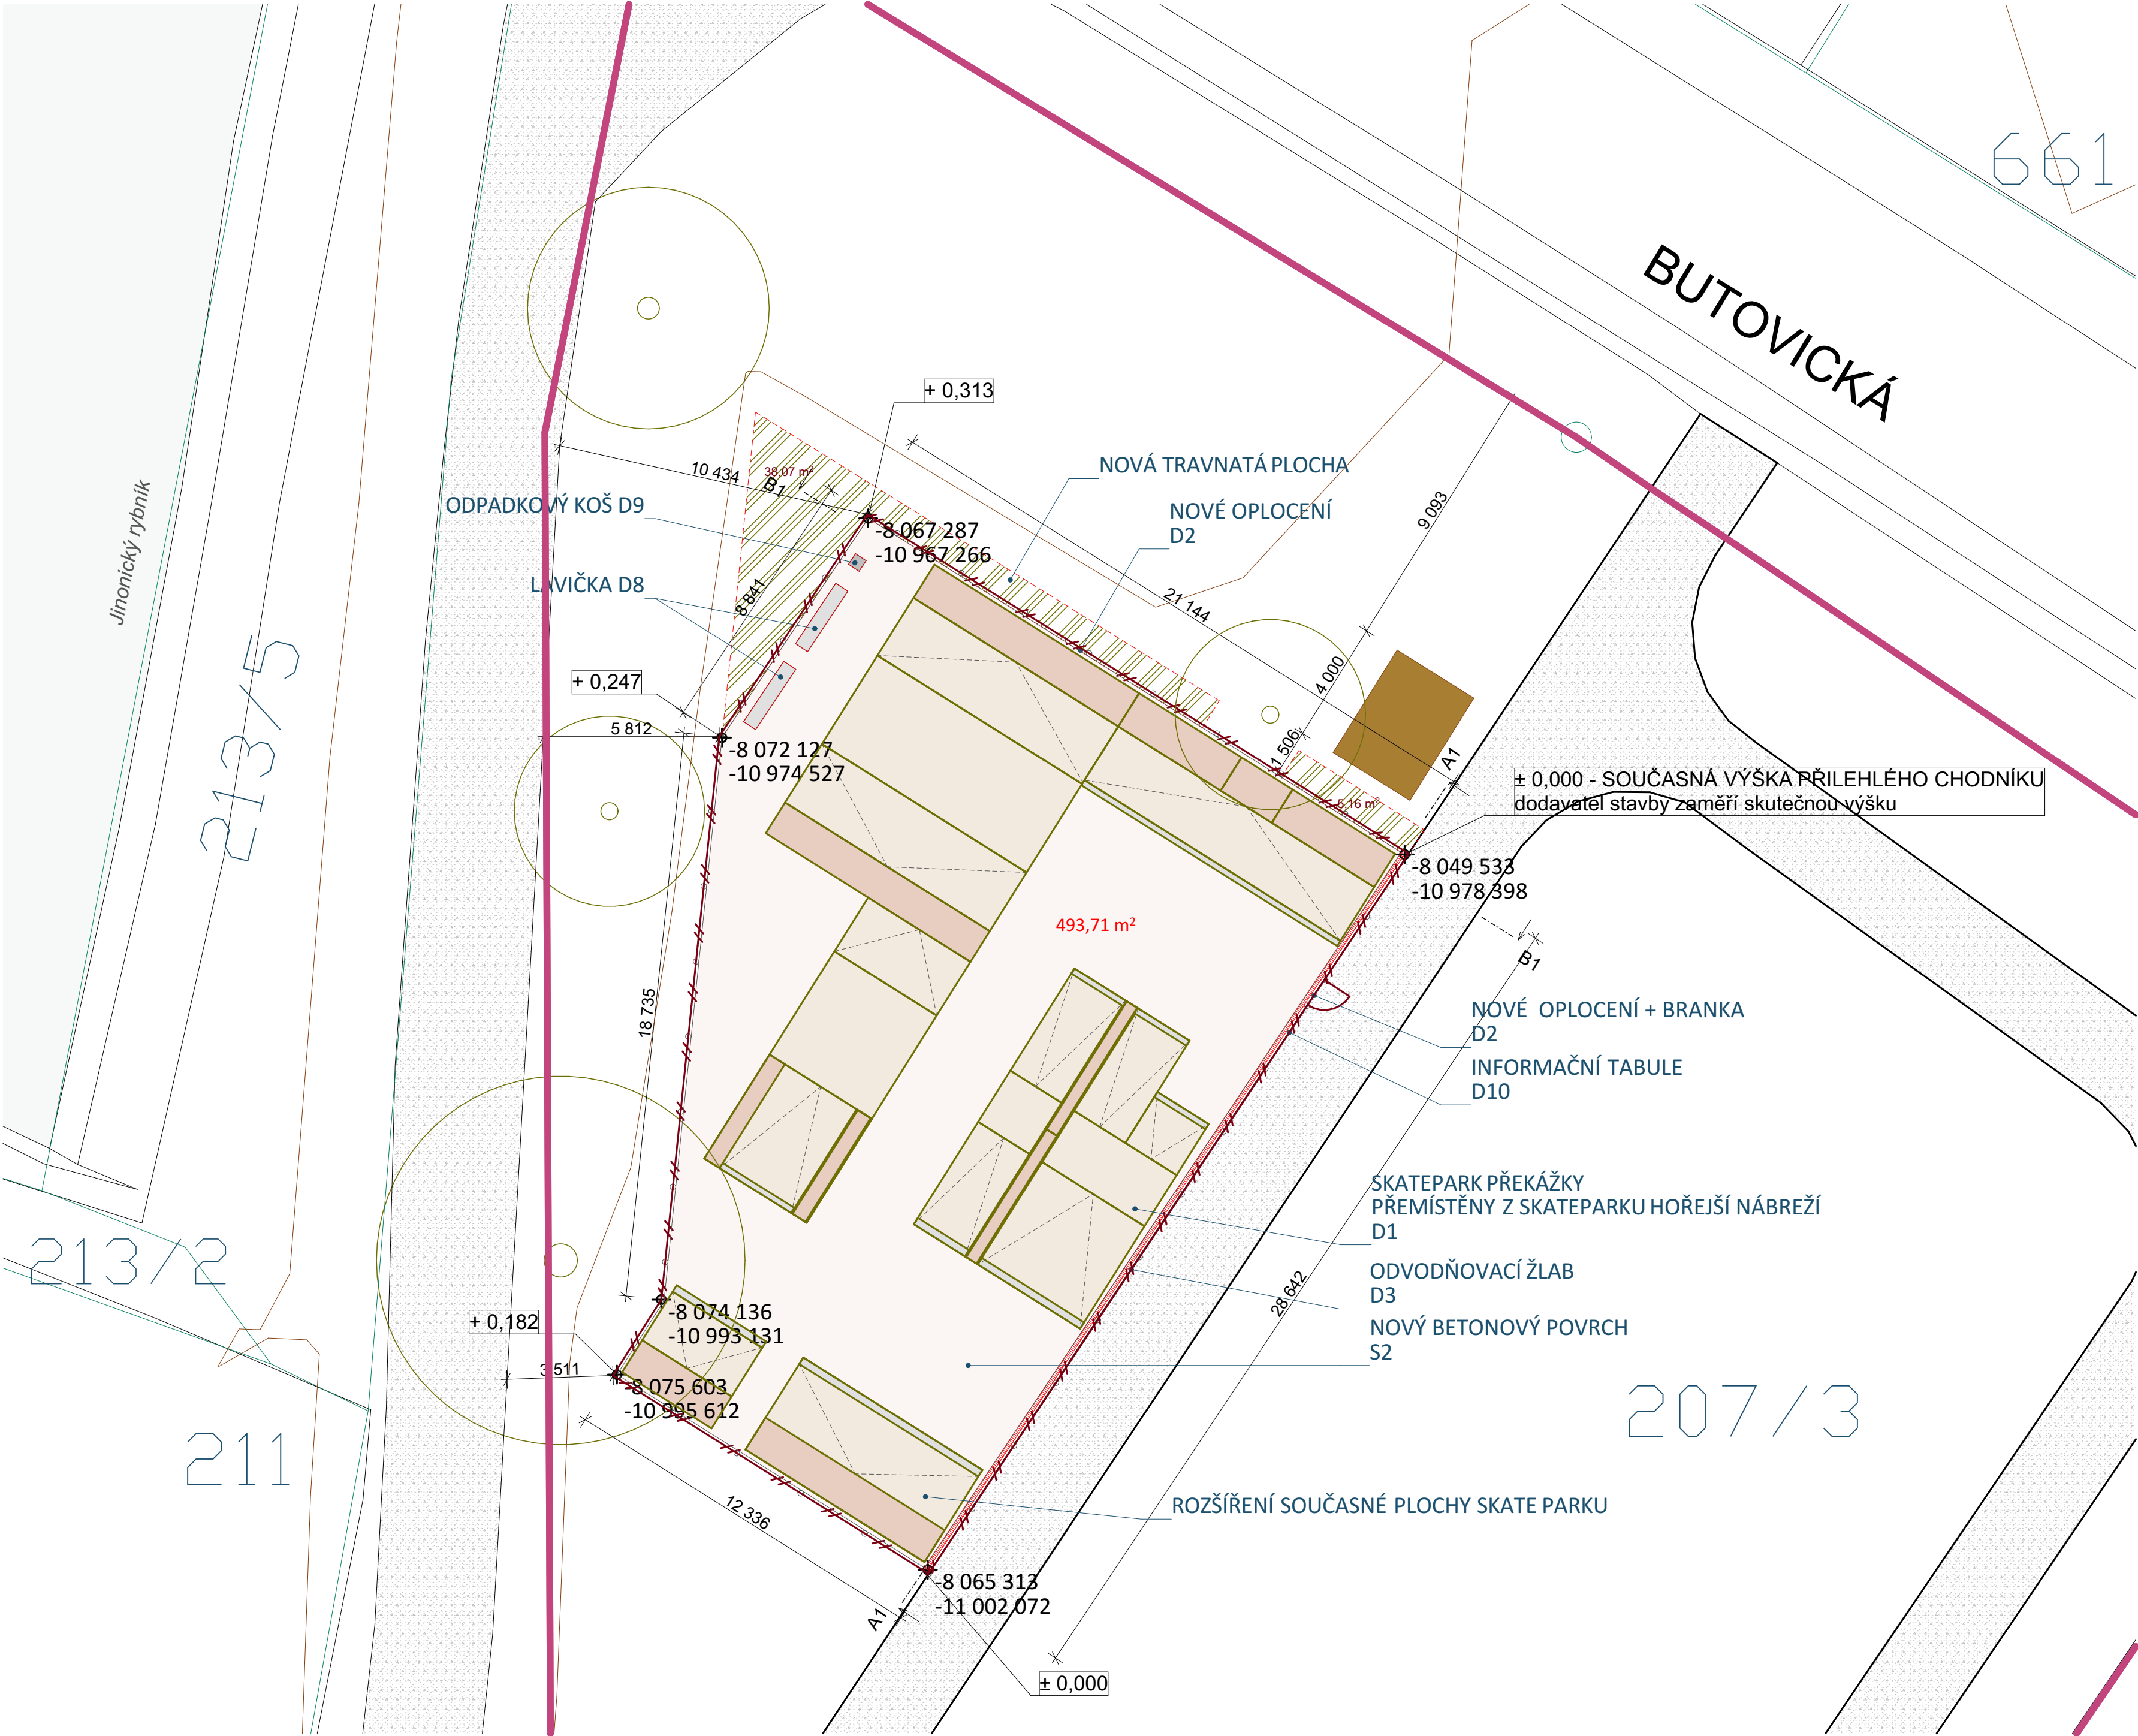 661
BUTOVICKÁ
Jinonický rybník
213/5
+ 0,313
NOVÁ TRAVNATÁ PLOCHA
10 434
38,07 m²
B1
ODPADKOVÝ KOŠ D9
NOVÉ OPLOCENÍ
D2
9 093
-8 067 287
-10 967 266
LAVIČKA D8
8 841
21 144
+ 0,247
4 000
5 812
1 506
A1
-8 072 127
-10 974 527
± 0,000 - SOUČASNÁ VÝŠKA PŘILEHLÉHO CHODNÍKU
dodavatel stavby zaměří skutečnou výšku
5,16 m²
-8 049 533
-10 978 398
493,71 m²
B1
18 735
NOVÉ OPLOCENÍ + BRANKA
D2
INFORMAČNÍ TABULE
D10
SKATEPARK PŘEKÁŽKY
PŘEMÍSTĚNY Z SKATEPARKU HOŘEJŠÍ NÁBREŽÍ
D1
213/2
ODVODŇOVACÍ ŽLAB
D3
28 642
+ 0,182
-8 074 136
-10 993 131
NOVÝ BETONOVÝ POVRCH
S2
3 511
-8 075 603
-10 995 612
207/3
211
12 336
ROZŠÍŘENÍ SOUČASNÉ PLOCHY SKATE PARKU
-8 065 313
-11 002 072
A1
± 0,000